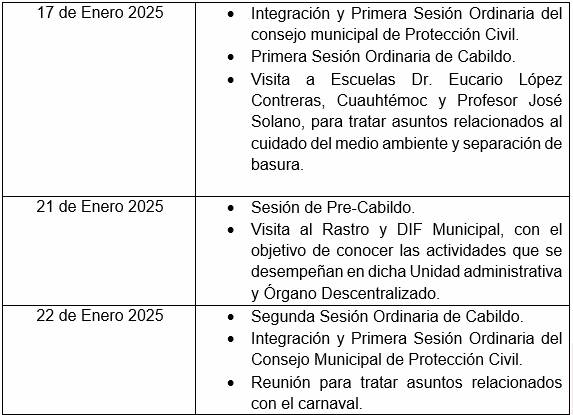 17 de Enero 2025
• Integración y Primera Sesión Ordinaria del
consejo municipal de Protección Civil.
• Primera Sesión Ordinaria de Cabildo.
• Visita a Escuelas Dr. Eucario López
Contreras, Cuauhtémoc y Profesor José
Solano, para tratar asuntos relacionados al
cuidado del medio ambiente y separación de
basura.
21 de Enero 2025
• Sesión de Pre-Cabildo.
• Visita al Rastro y DIF Municipal, con el
objetivo de conocer las actividades que se
desempeñan en dicha Unidad administrativa
y Órgano Descentralizado.
22 de Enero 2025
• Segunda Sesión Ordinaria de Cabildo.
• Integración y Primera Sesión Ordinaria del
Consejo Municipal de Protección Civil.
• Reunión para tratar asuntos relacionados
con el carnaval.